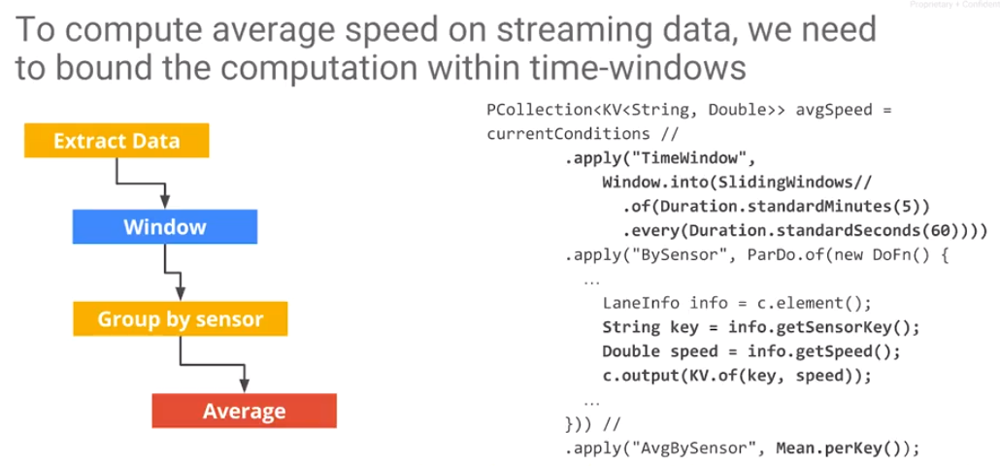 Proprietary + Confident
To compute average speed on streaming data, we need
to bound the computation within time-windows
Extract Data
Window
Group by sensor
Average
PCollection<KV<String, Double>> avgSpeed =
currentConditions //
.apply("TimeWindow",
Window.into(SlidingWindows//
.of(Duration.standardMinutes(5))
.every(Duration.standardSeconds(60))))
.apply("BySensor", ParDo.of(new DoFn() {
...
LaneInfo info = c.element();
String key = info.getSensorKey();
Double speed = info.getSpeed();
c.output(KV.of(key, speed));
...
})) //
.apply("AvgBySensor", Mean.perKey());